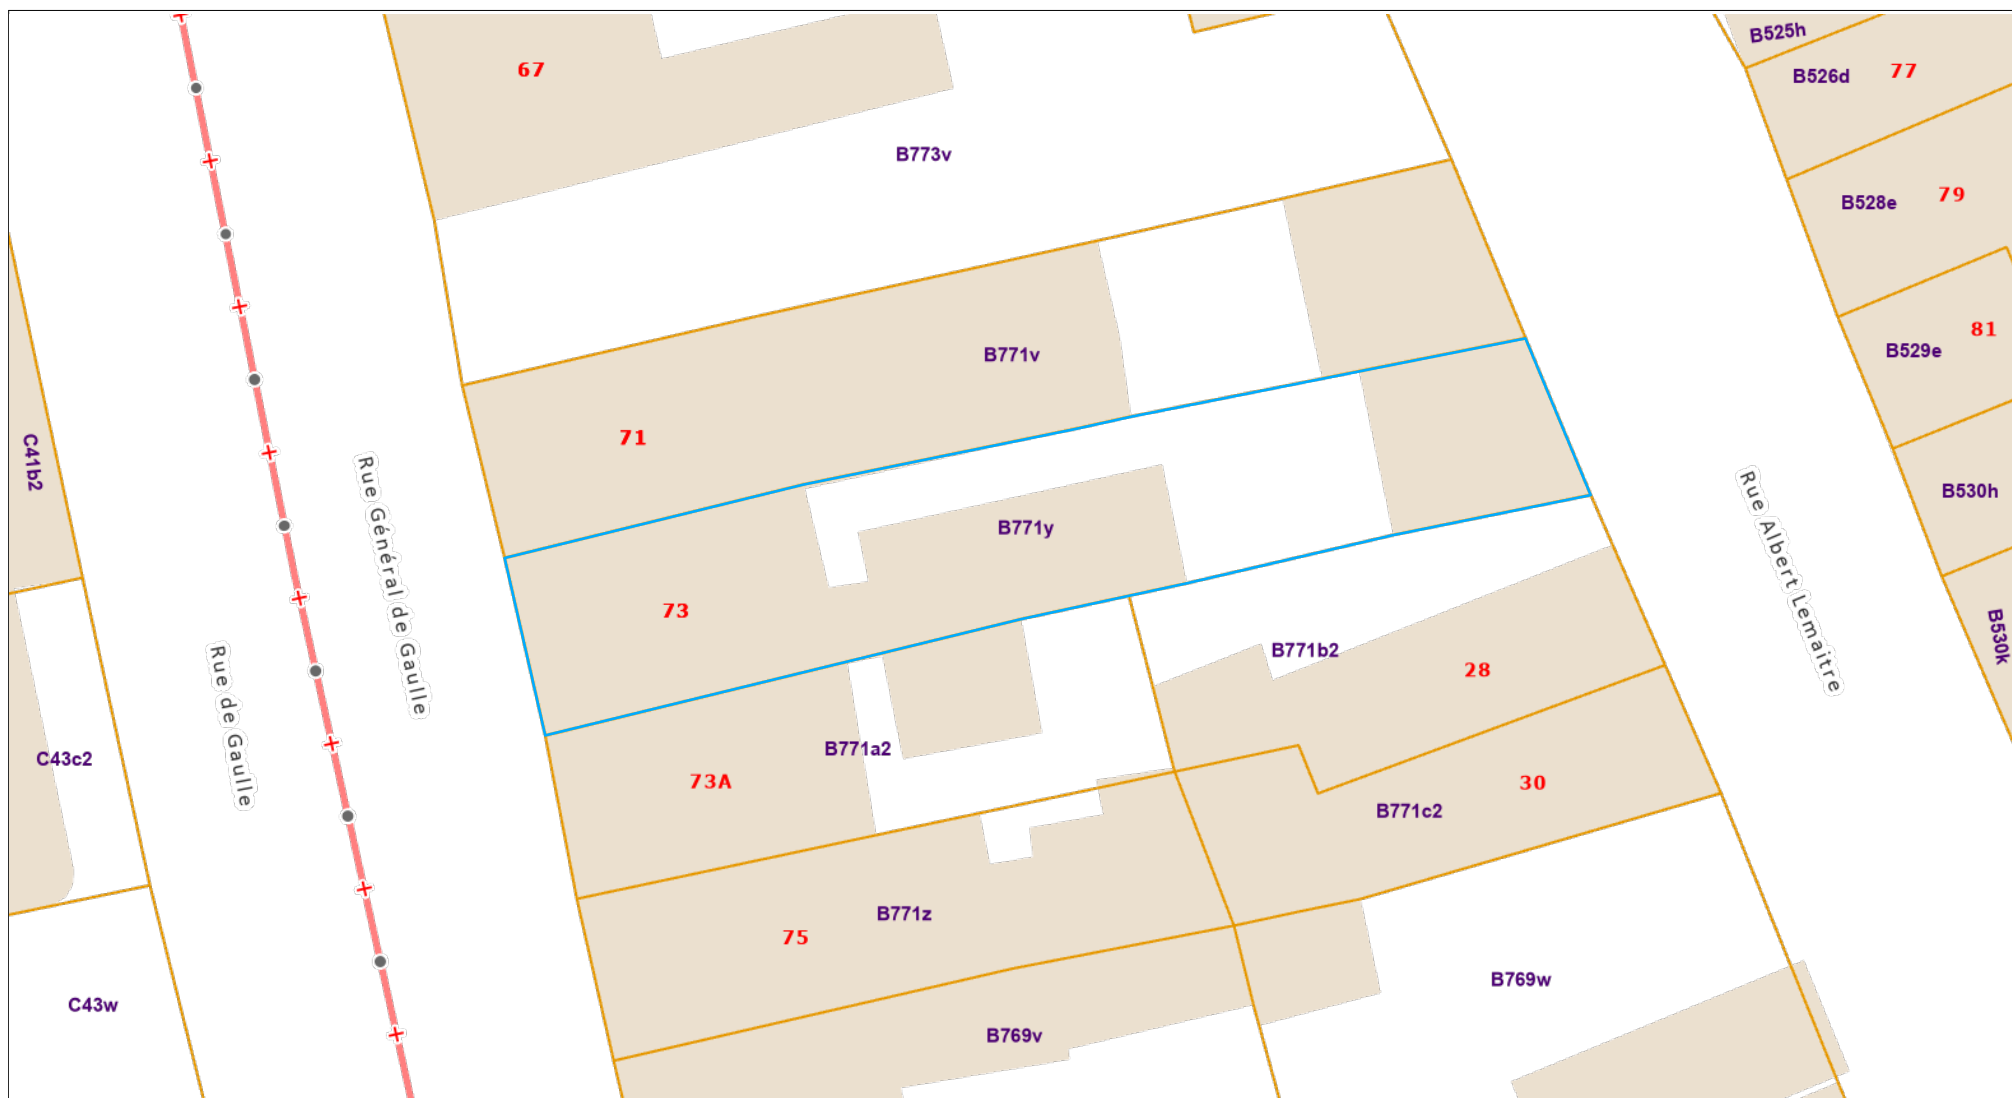 B525h
67
B526d
77
B773v
79
B528e
81
B529e
B771v
71
C41b2
B530h
Rue Général de Gaulle
B771y
Rue Albert Lemaitre
73
B530k
B771b2
28
Rue de Gaulle
B771a2
C43c2
73A
30
B771c2
B771z
75
B769w
C43w
B769v